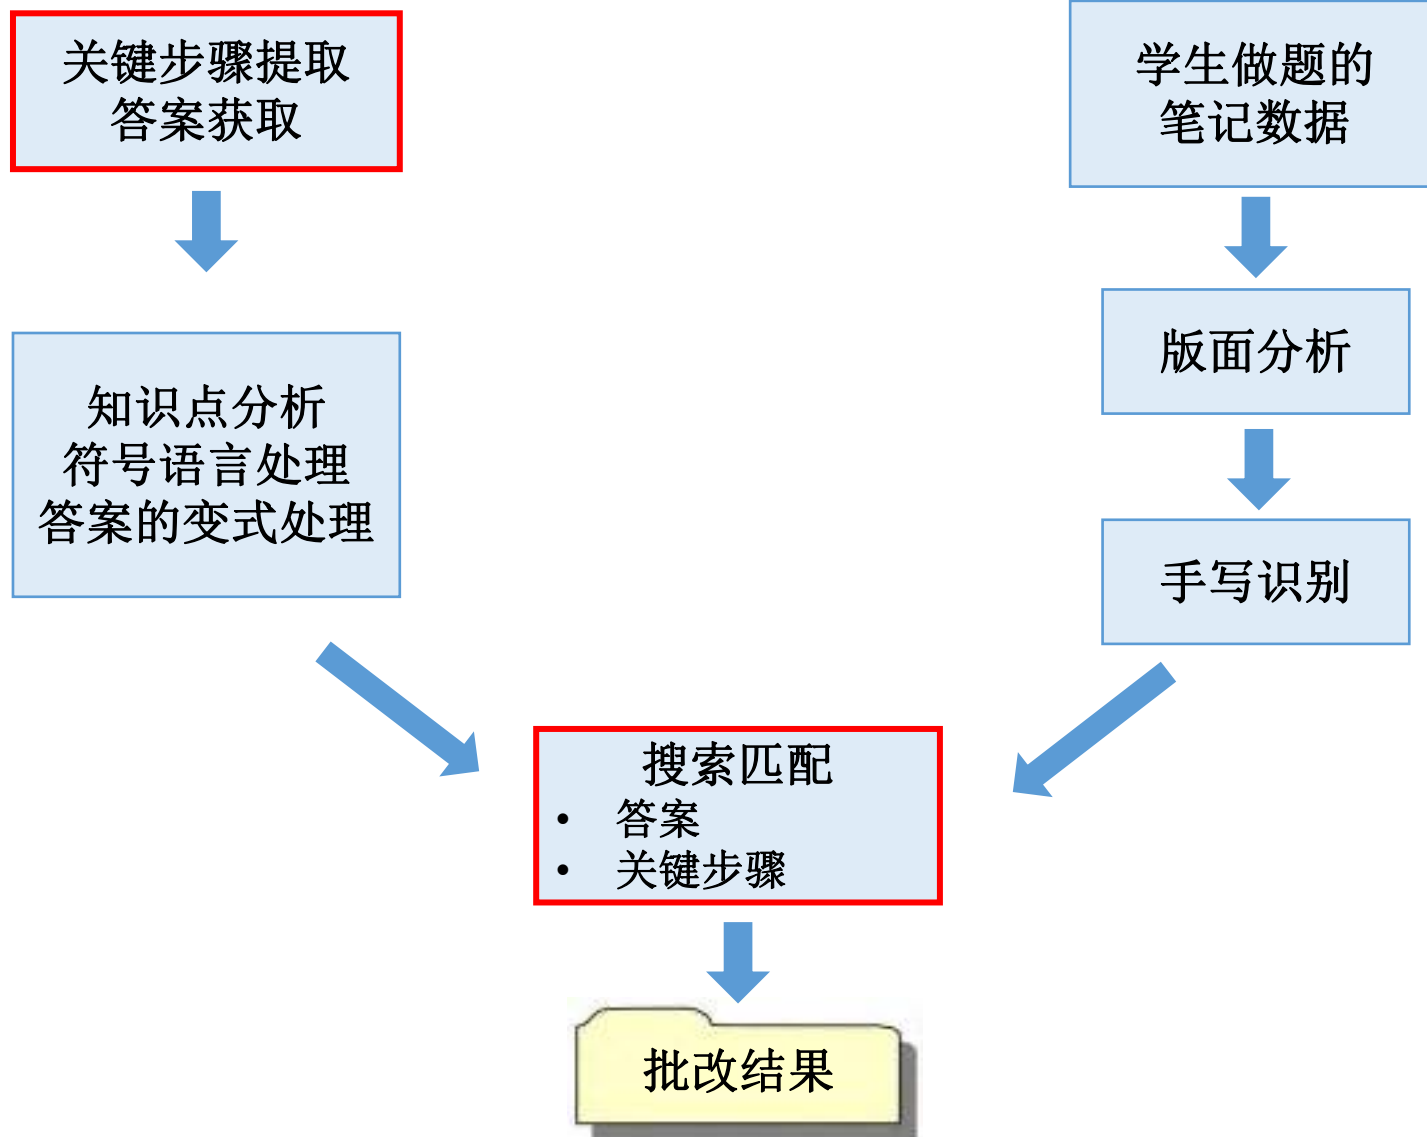 关键步骤提取
答案获取
学生做题的
笔记数据
知识点分析
符号语言处理
答案的变式处理
版面分析
手写识别
搜索匹配
• 答案
• 关键步骤
批改结果